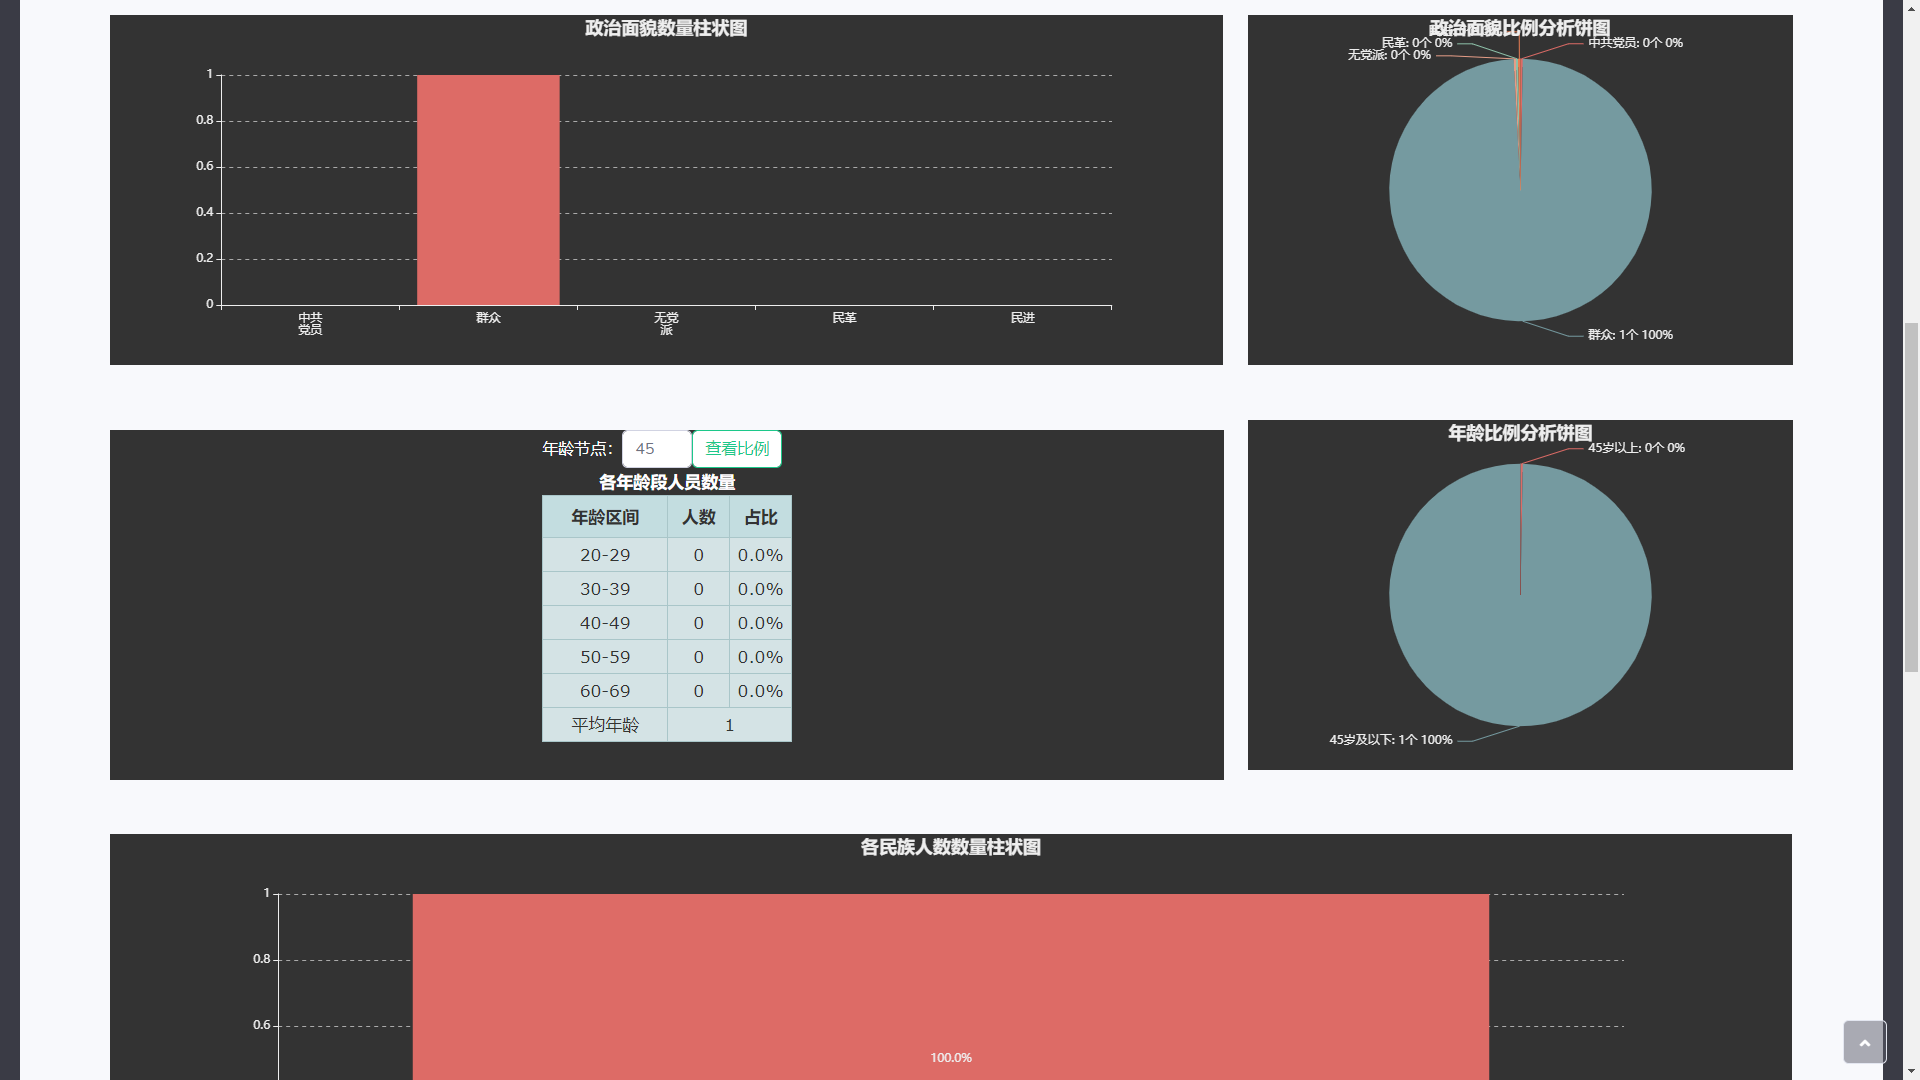 政治面貌数量柱状图
1
0.8
0.6
0.4
0.2
0
中共
党员
群众
无党
派
民革
民进
政治面貌比例分析饼图
民革: 0个 0%
中共党员: 0个 0%
无党派: 0个 0%
群众: 1个 100%
年龄节点： 45 查看比例
各年龄段人员数量
年龄区间 人数 占比
20-29 0 0.0%
30-39 0 0.0%
40-49 0 0.0%
50-59 0 0.0%
60-69 0 0.0%
平均年龄 1
年龄比例分析饼图
45岁以上: 0个 0%
45岁及以下: 1个 100%
各民族人数数量柱状图
1
0.8
0.6
100.0%